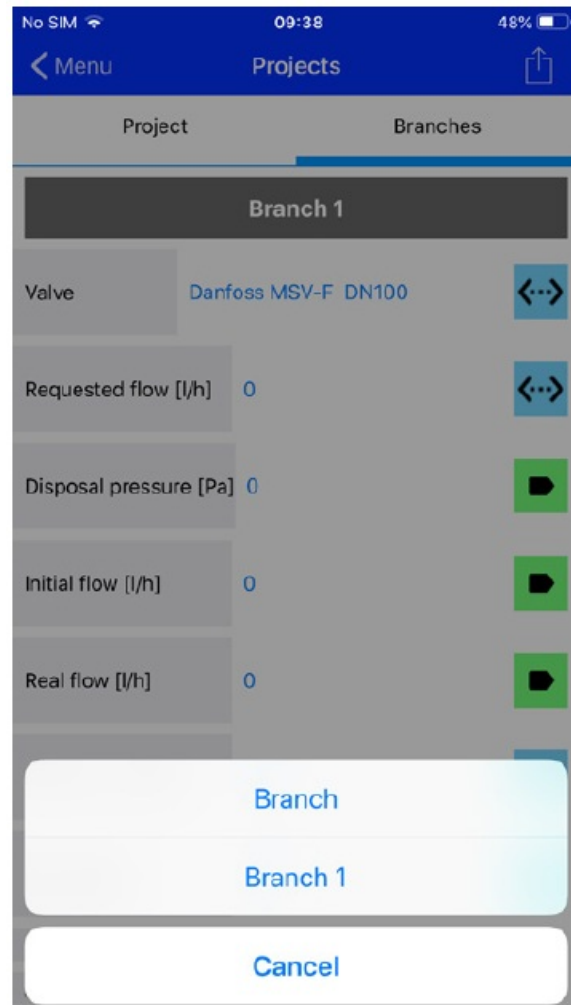 No SIM 09:38 48%
Menu Projects
Project Branches
Branch 1
Valve Danfoss MSV-F DN100
Requested flow [l/h] 0
Disposal pressure [Pa] 0
Initial flow [l/h] 0
Real flow [l/h] 0
Branch
Branch 1
Cancel